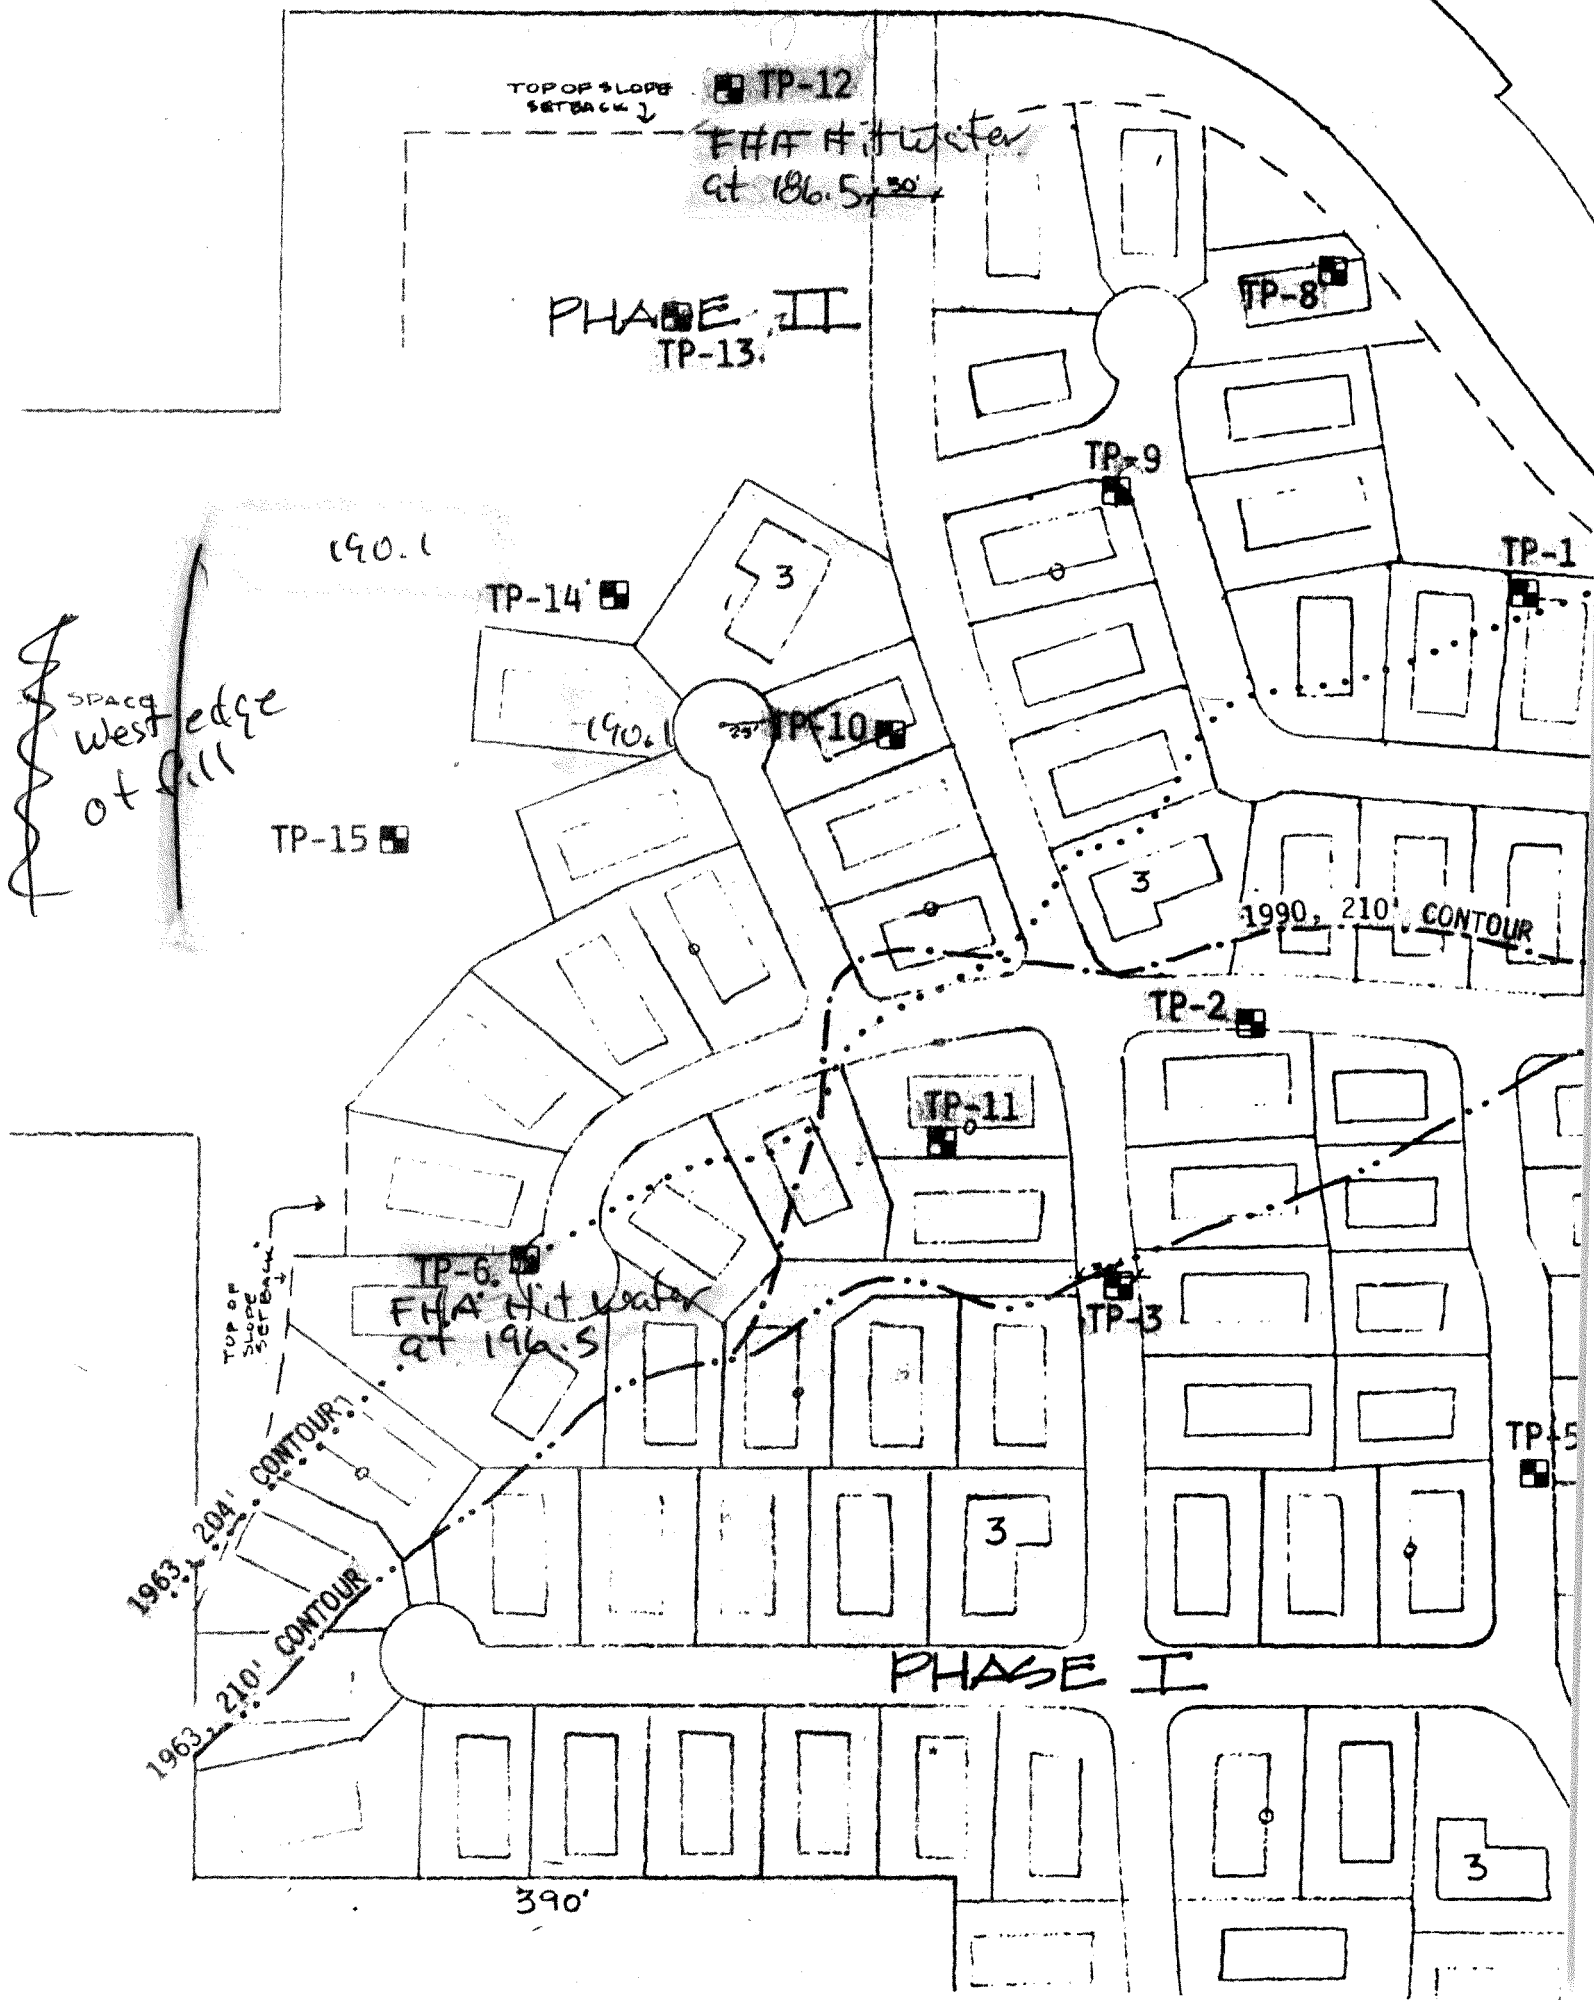 TOP OF SLOPE
SETBACK
TP-12
FHA Hit Water
at 186.5
30'
TP-8
PHASE II
TP-13
TP-9
190.1
TP-14
3
TP-1
SPACE
West edge
of fill
190.1
25'
TP-10
TP-15
3
1990, 210' CONTOUR
TP-2
TP-11
TP-6
FHA Hit water
at 196.5
TP-3
TOP OF
SLOPE
SETBACK
1963, 204' CONTOUR
TP-5
1963, 210' CONTOUR
3
PHASE I
3
390'